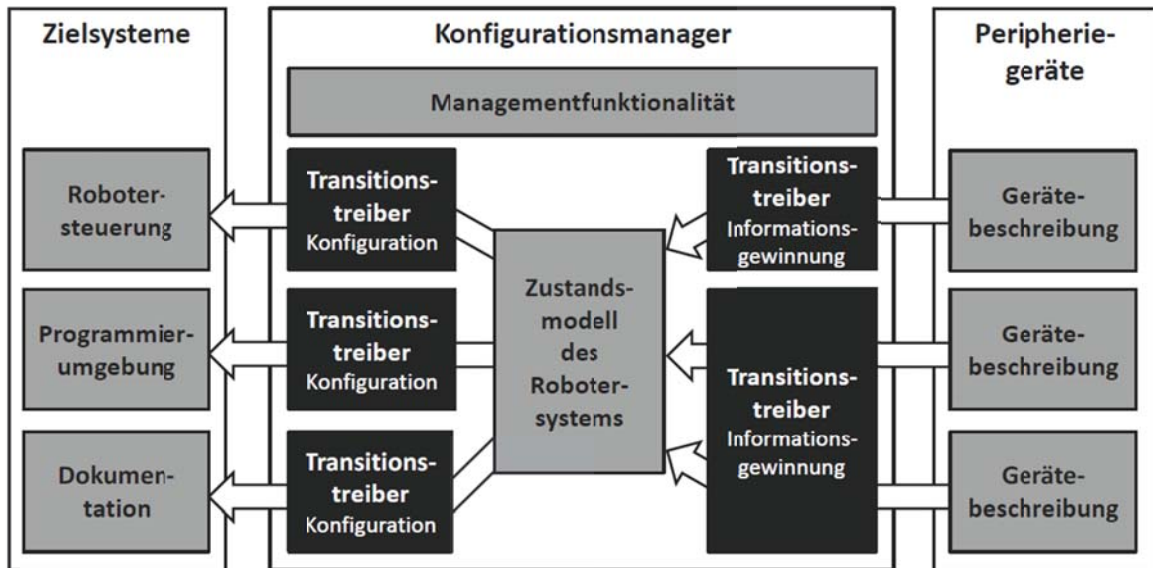 Zielsysteme
Roboter-
steuerung
Programmier-
umgebung
Dokumen-
tation
Konfigurationsmanager
Managementfunktionalität
Transitions-
treiber
Konfiguration
Transitions-
treiber
Konfiguration
Transitions-
treiber
Konfiguration
Zustands-
modell
des
Roboter-
systems
Transitions-
treiber
Informations-
gewinnung
Transitions-
treiber
Informations-
gewinnung
Peripherie-
geräte
Geräte-
beschreibung
Geräte-
beschreibung
Geräte-
beschreibung